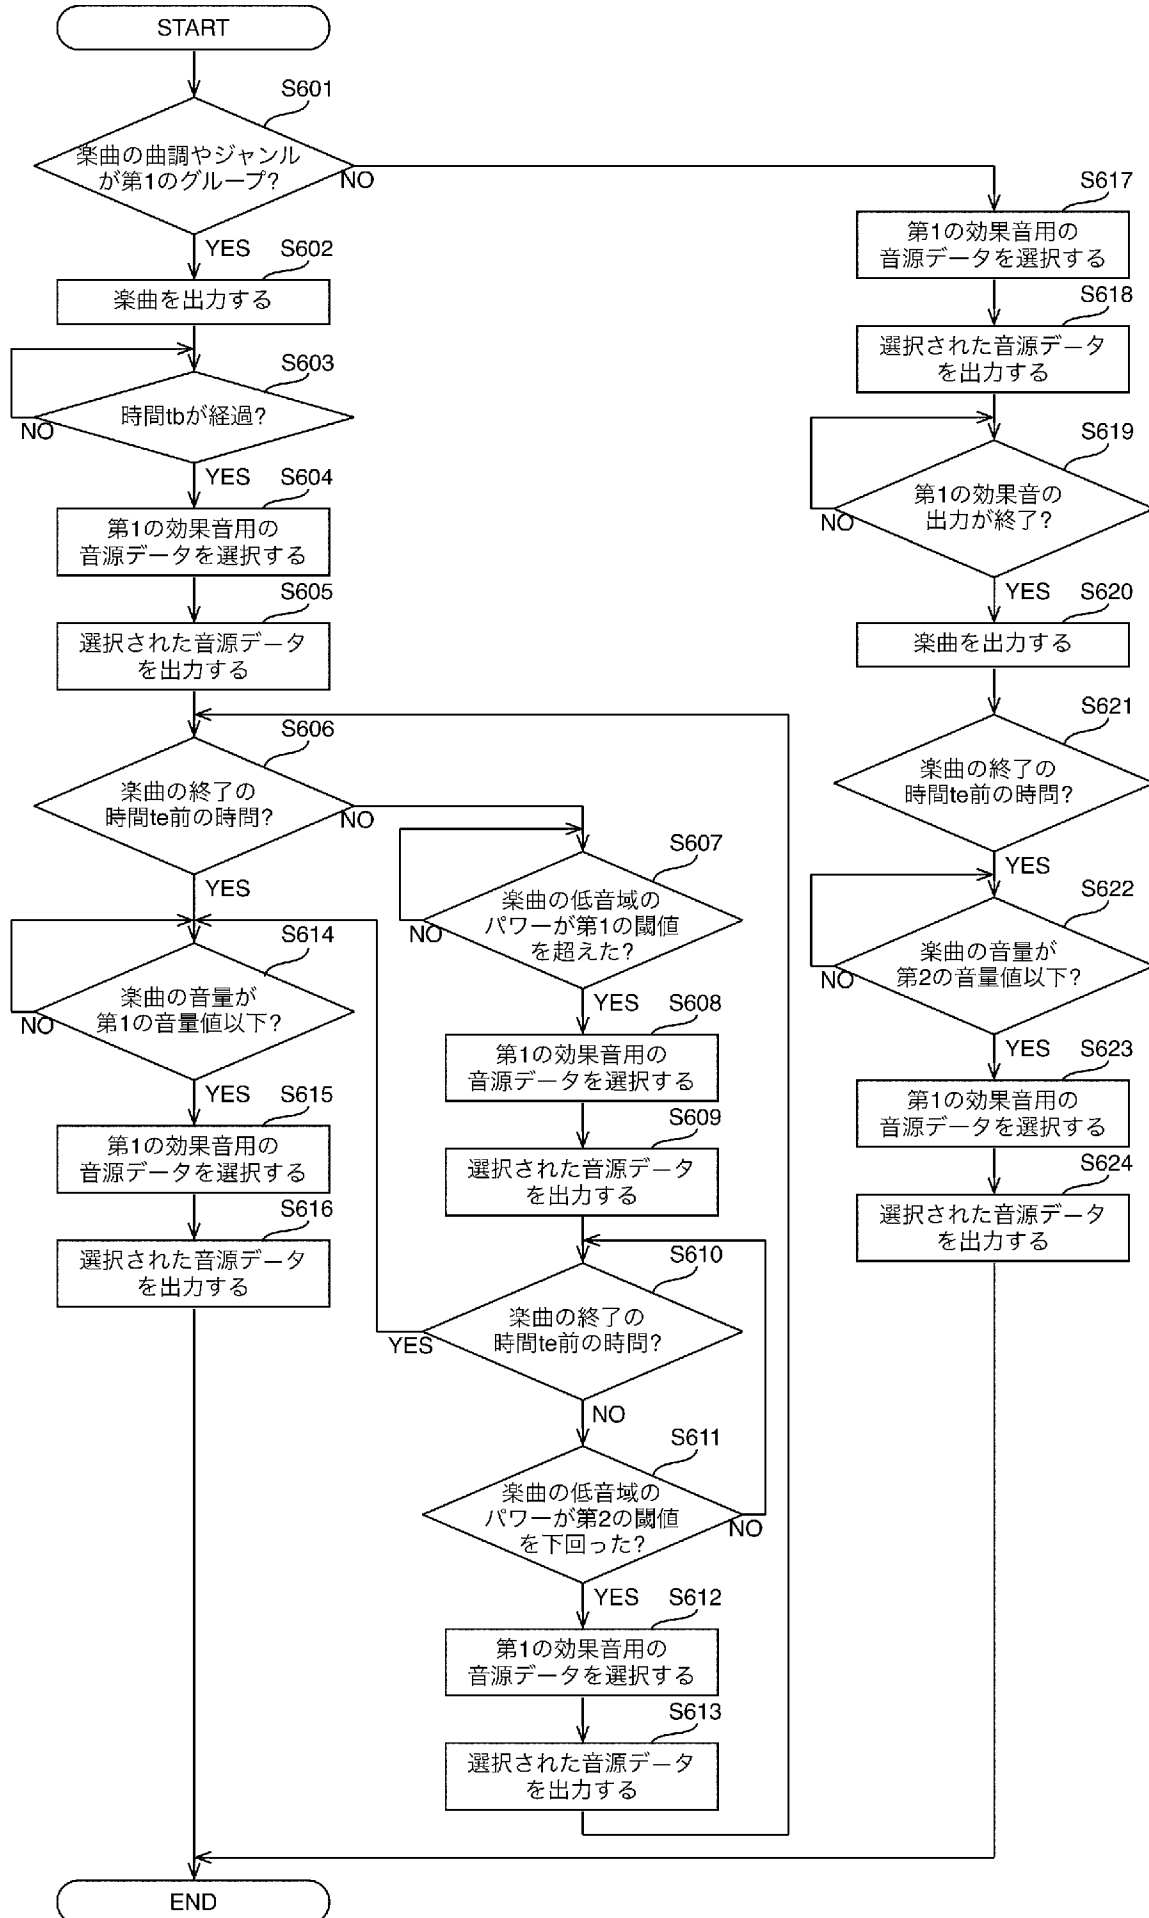 START
S601
楽曲の曲調やジャンル
が第1のグループ?
NO
YES
S602
楽曲を出力する
S603
時間tbが経過?
NO
YES
S604
第1の効果音用の
音源データを選択する
S605
選択された音源データ
を出力する
S606
楽曲の終了の
時間te前の時間?
NO
YES
S607
楽曲の低音域の
パワーが第1の閾値
を超えた?
NO
YES
S608
第1の効果音用の
音源データを選択する
S609
選択された音源データ
を出力する
S610
楽曲の終了の
時間te前の時間?
YES
NO
S611
楽曲の低音域の
パワーが第2の閾値
を下回った?
NO
YES
S612
第1の効果音用の
音源データを選択する
S613
選択された音源データ
を出力する
S614
楽曲の音量が
第1の音量値以下?
NO
YES
S615
第1の効果音用の
音源データを選択する
S616
選択された音源データ
を出力する
S617
第1の効果音用の
音源データを選択する
S618
選択された音源データ
を出力する
S619
第1の効果音の
出力が終了?
NO
YES
S620
楽曲を出力する
S621
楽曲の終了の
時間te前の時間?
YES
S622
楽曲の音量が
第2の音量値以下?
NO
YES
S623
第1の効果音用の
音源データを選択する
S624
選択された音源データ
を出力する
END